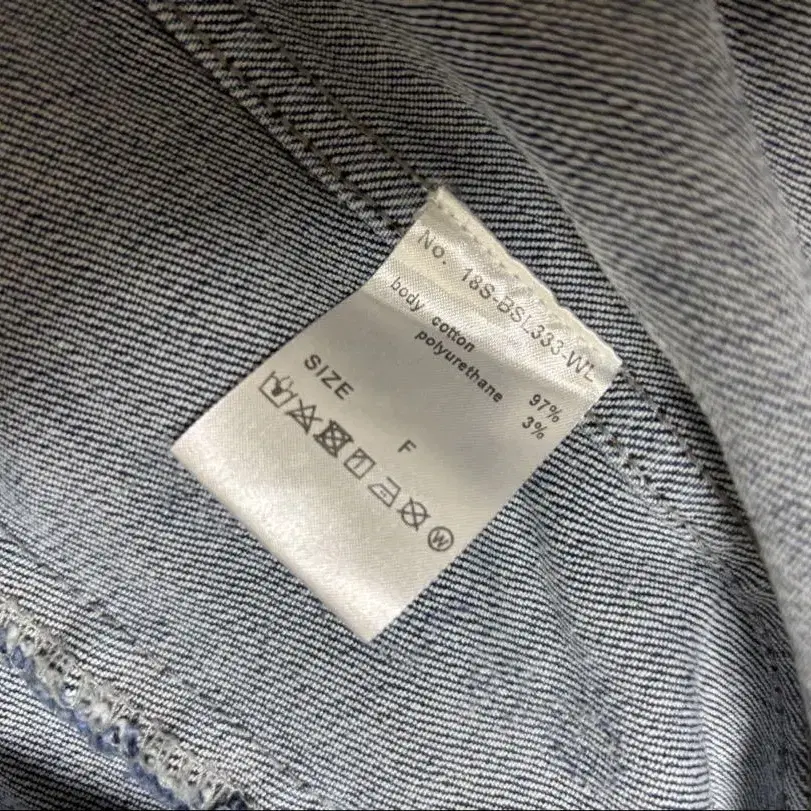 No. 18S-BSL333-WL
body cotton 97%
polyurethane 3%
SIZE F
W